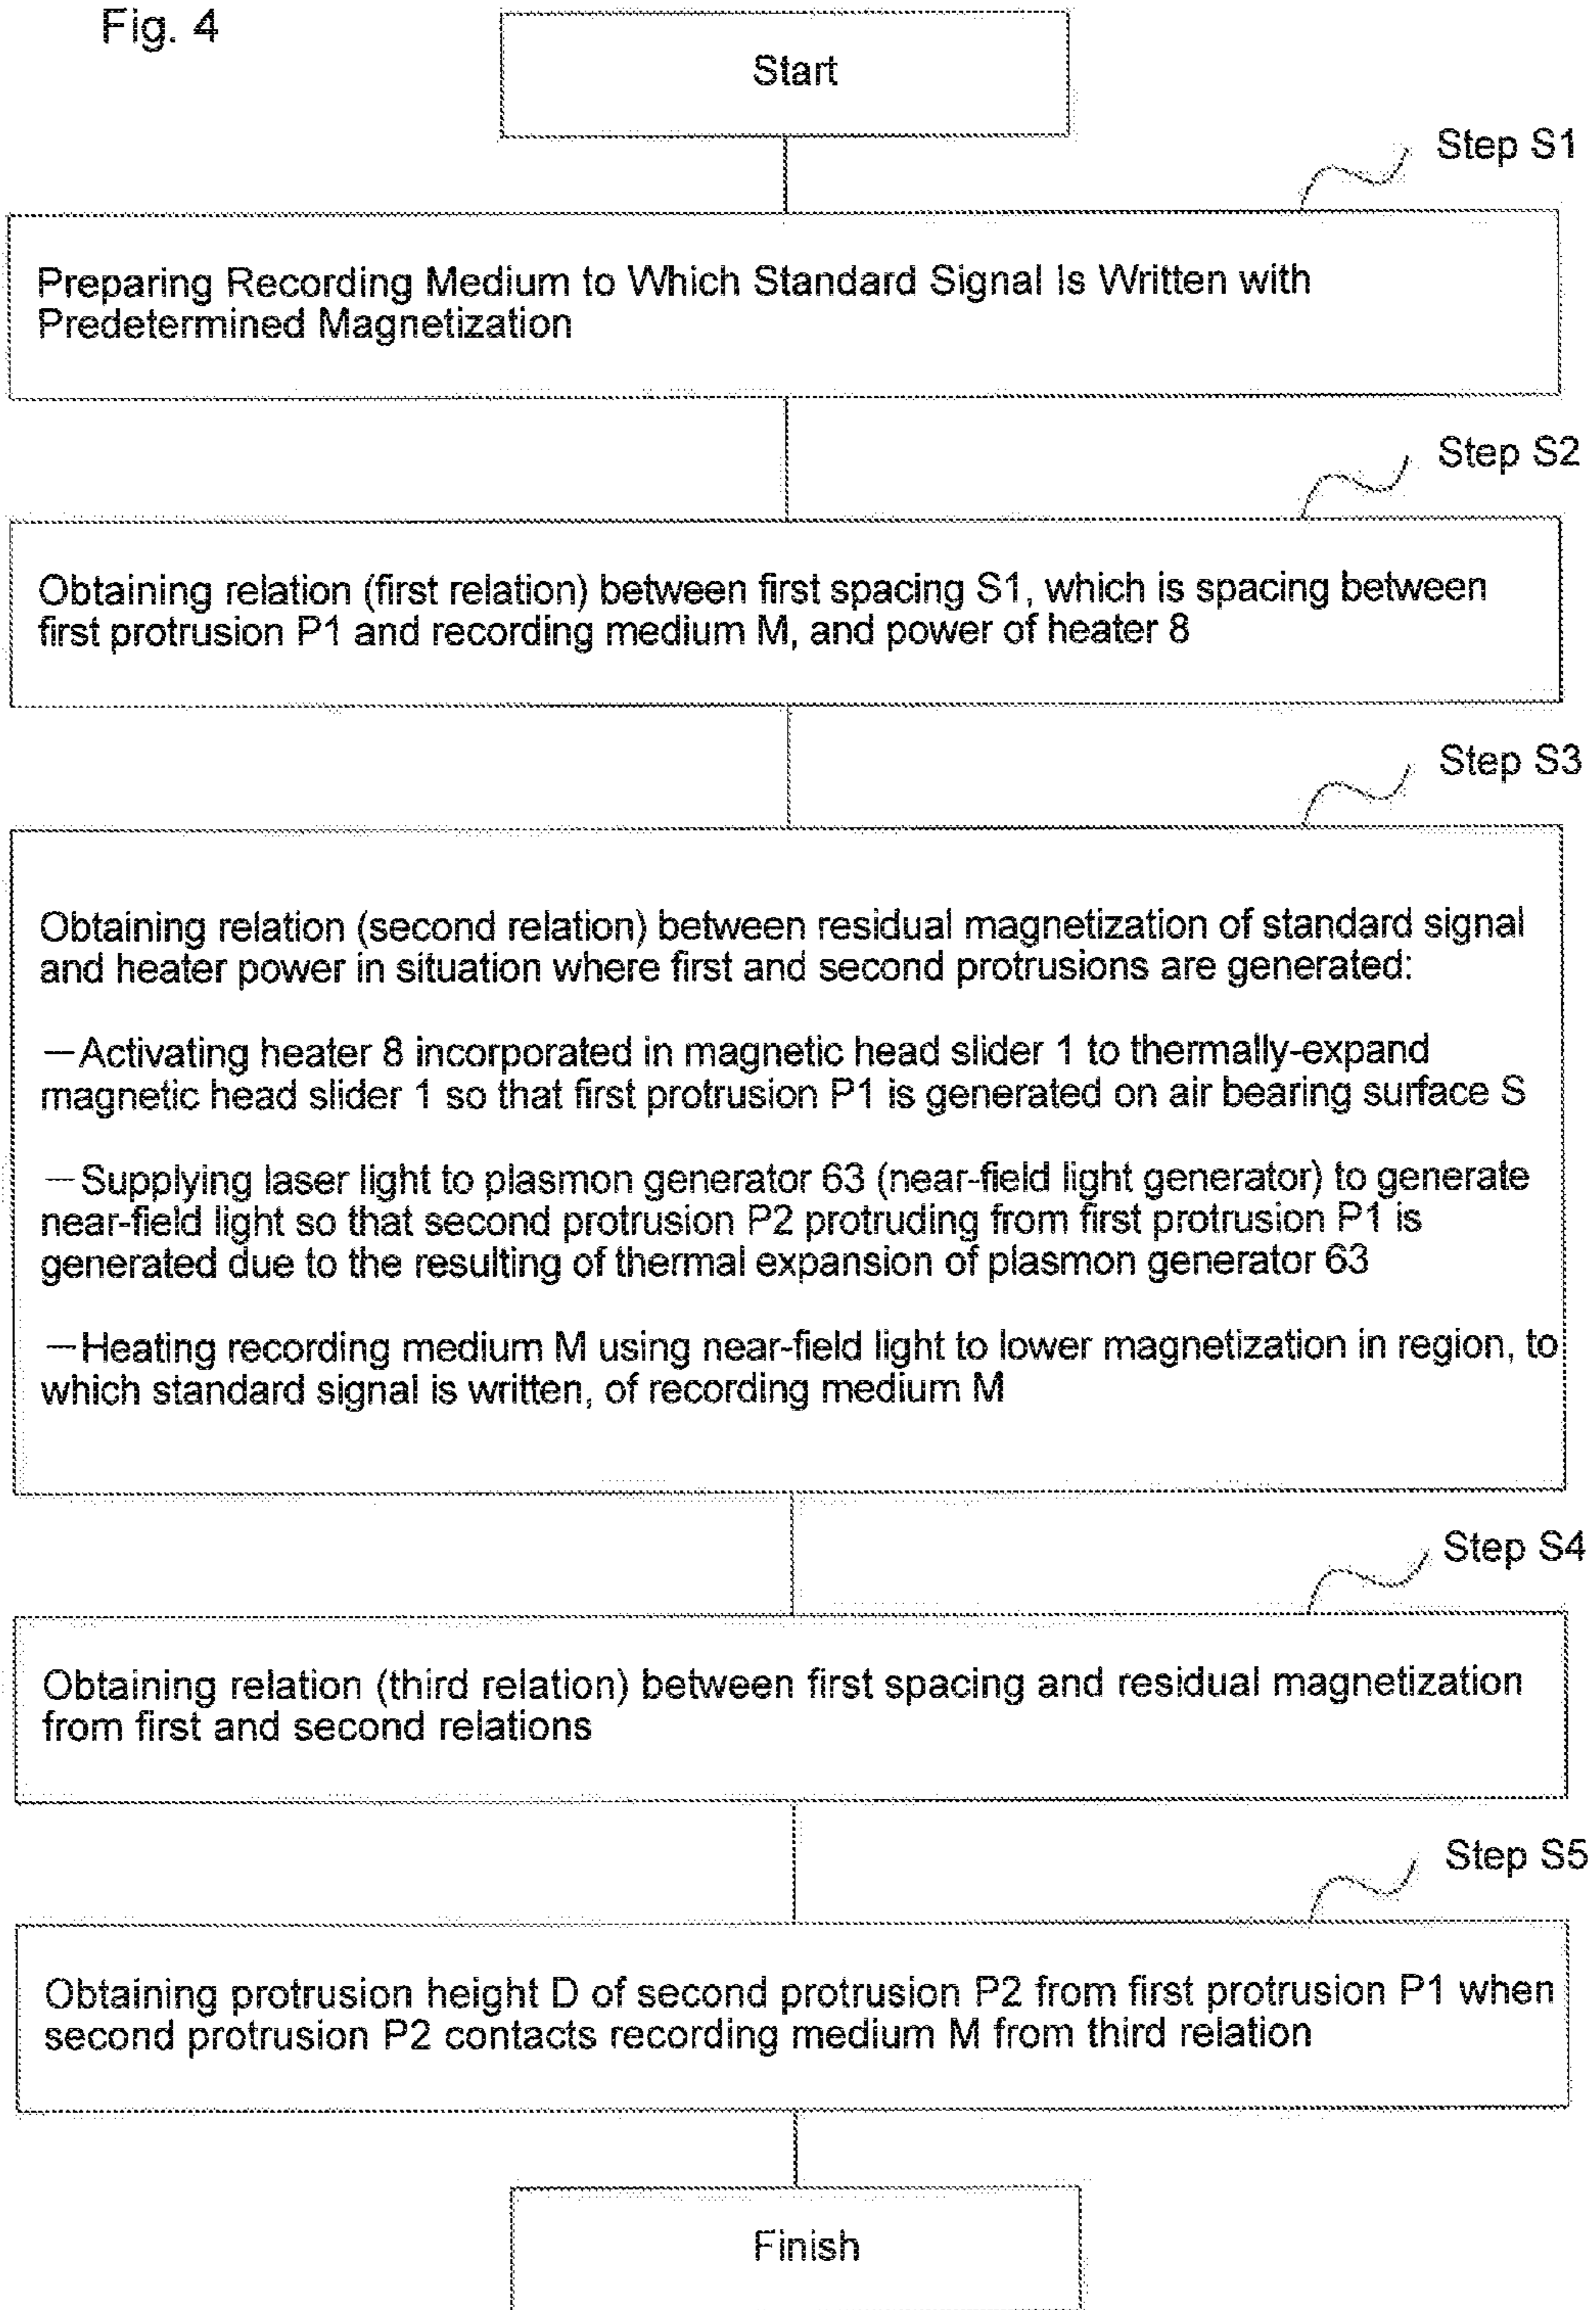 Fig. 4
Start
Step S1
Preparing Recording Medium to Which Standard Signal Is Written with
Predetermined Magnetization
Step S2
Obtaining relation (first relation) between first spacing S1, which is spacing between
first protrusion P1 and recording medium M, and power of heater 8
Step S3
Obtaining relation (second relation) between residual magnetization of standard signal
and heater power in situation where first and second protrusions are generated:
—Activating heater 8 incorporated in magnetic head slider 1 to thermally-expand
magnetic head slider 1 so that first protrusion P1 is generated on air bearing surface S
—Supplying laser light to plasmon generator 63 (near-field light generator) to generate
near-field light so that second protrusion P2 protruding from first protrusion P1 is
generated due to the resulting of thermal expansion of plasmon generator 63
—Heating recording medium M using near-field light to lower magnetization in region, to
which standard signal is written, of recording medium M
Step S4
Obtaining relation (third relation) between first spacing and residual magnetization
from first and second relations
Step S5
Obtaining protrusion height D of second protrusion P2 from first protrusion P1 when
second protrusion P2 contacts recording medium M from third relation
Finish